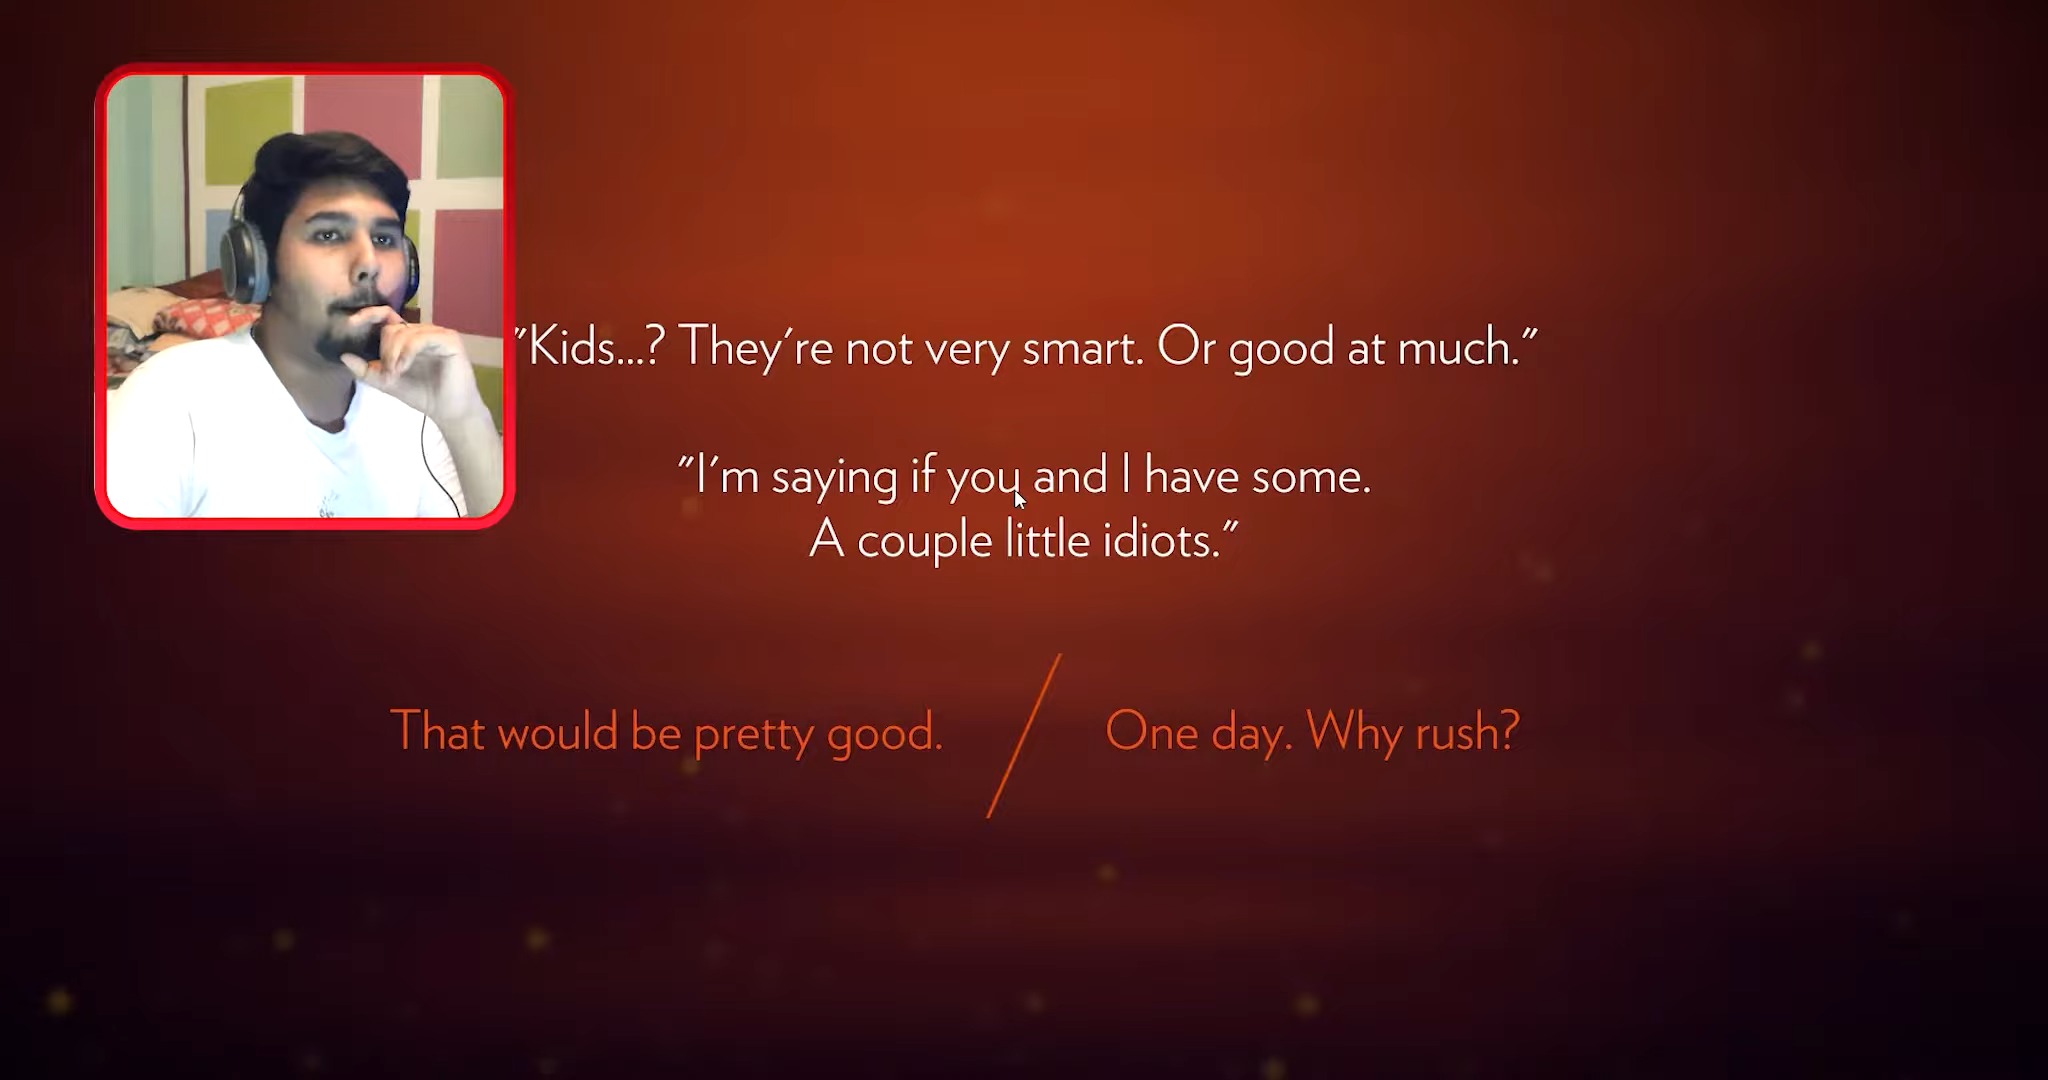 "Kids...? They're not very smart. Or good at much."
"I'm saying if you and I have some.
A couple little idiots."
That would be pretty good. / One day. Why rush?